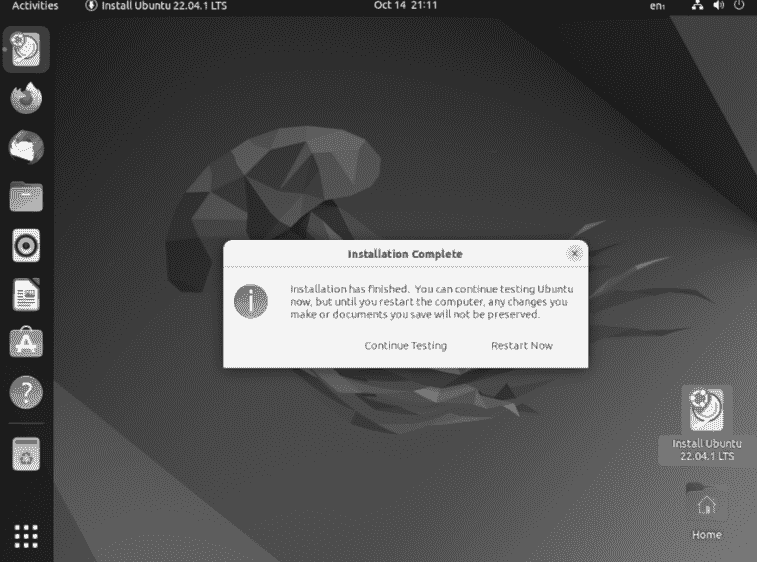 Activities
Install Ubuntu 22.04.1 LTS
Oct 14 21:11
en₁
Installation Complete
Installation has finished. You can continue testing Ubuntu
now, but until you restart the computer, any changes you
make or documents you save will not be preserved.
Continue Testing
Restart Now
Install Ubuntu
22.04.1 LTS
Home